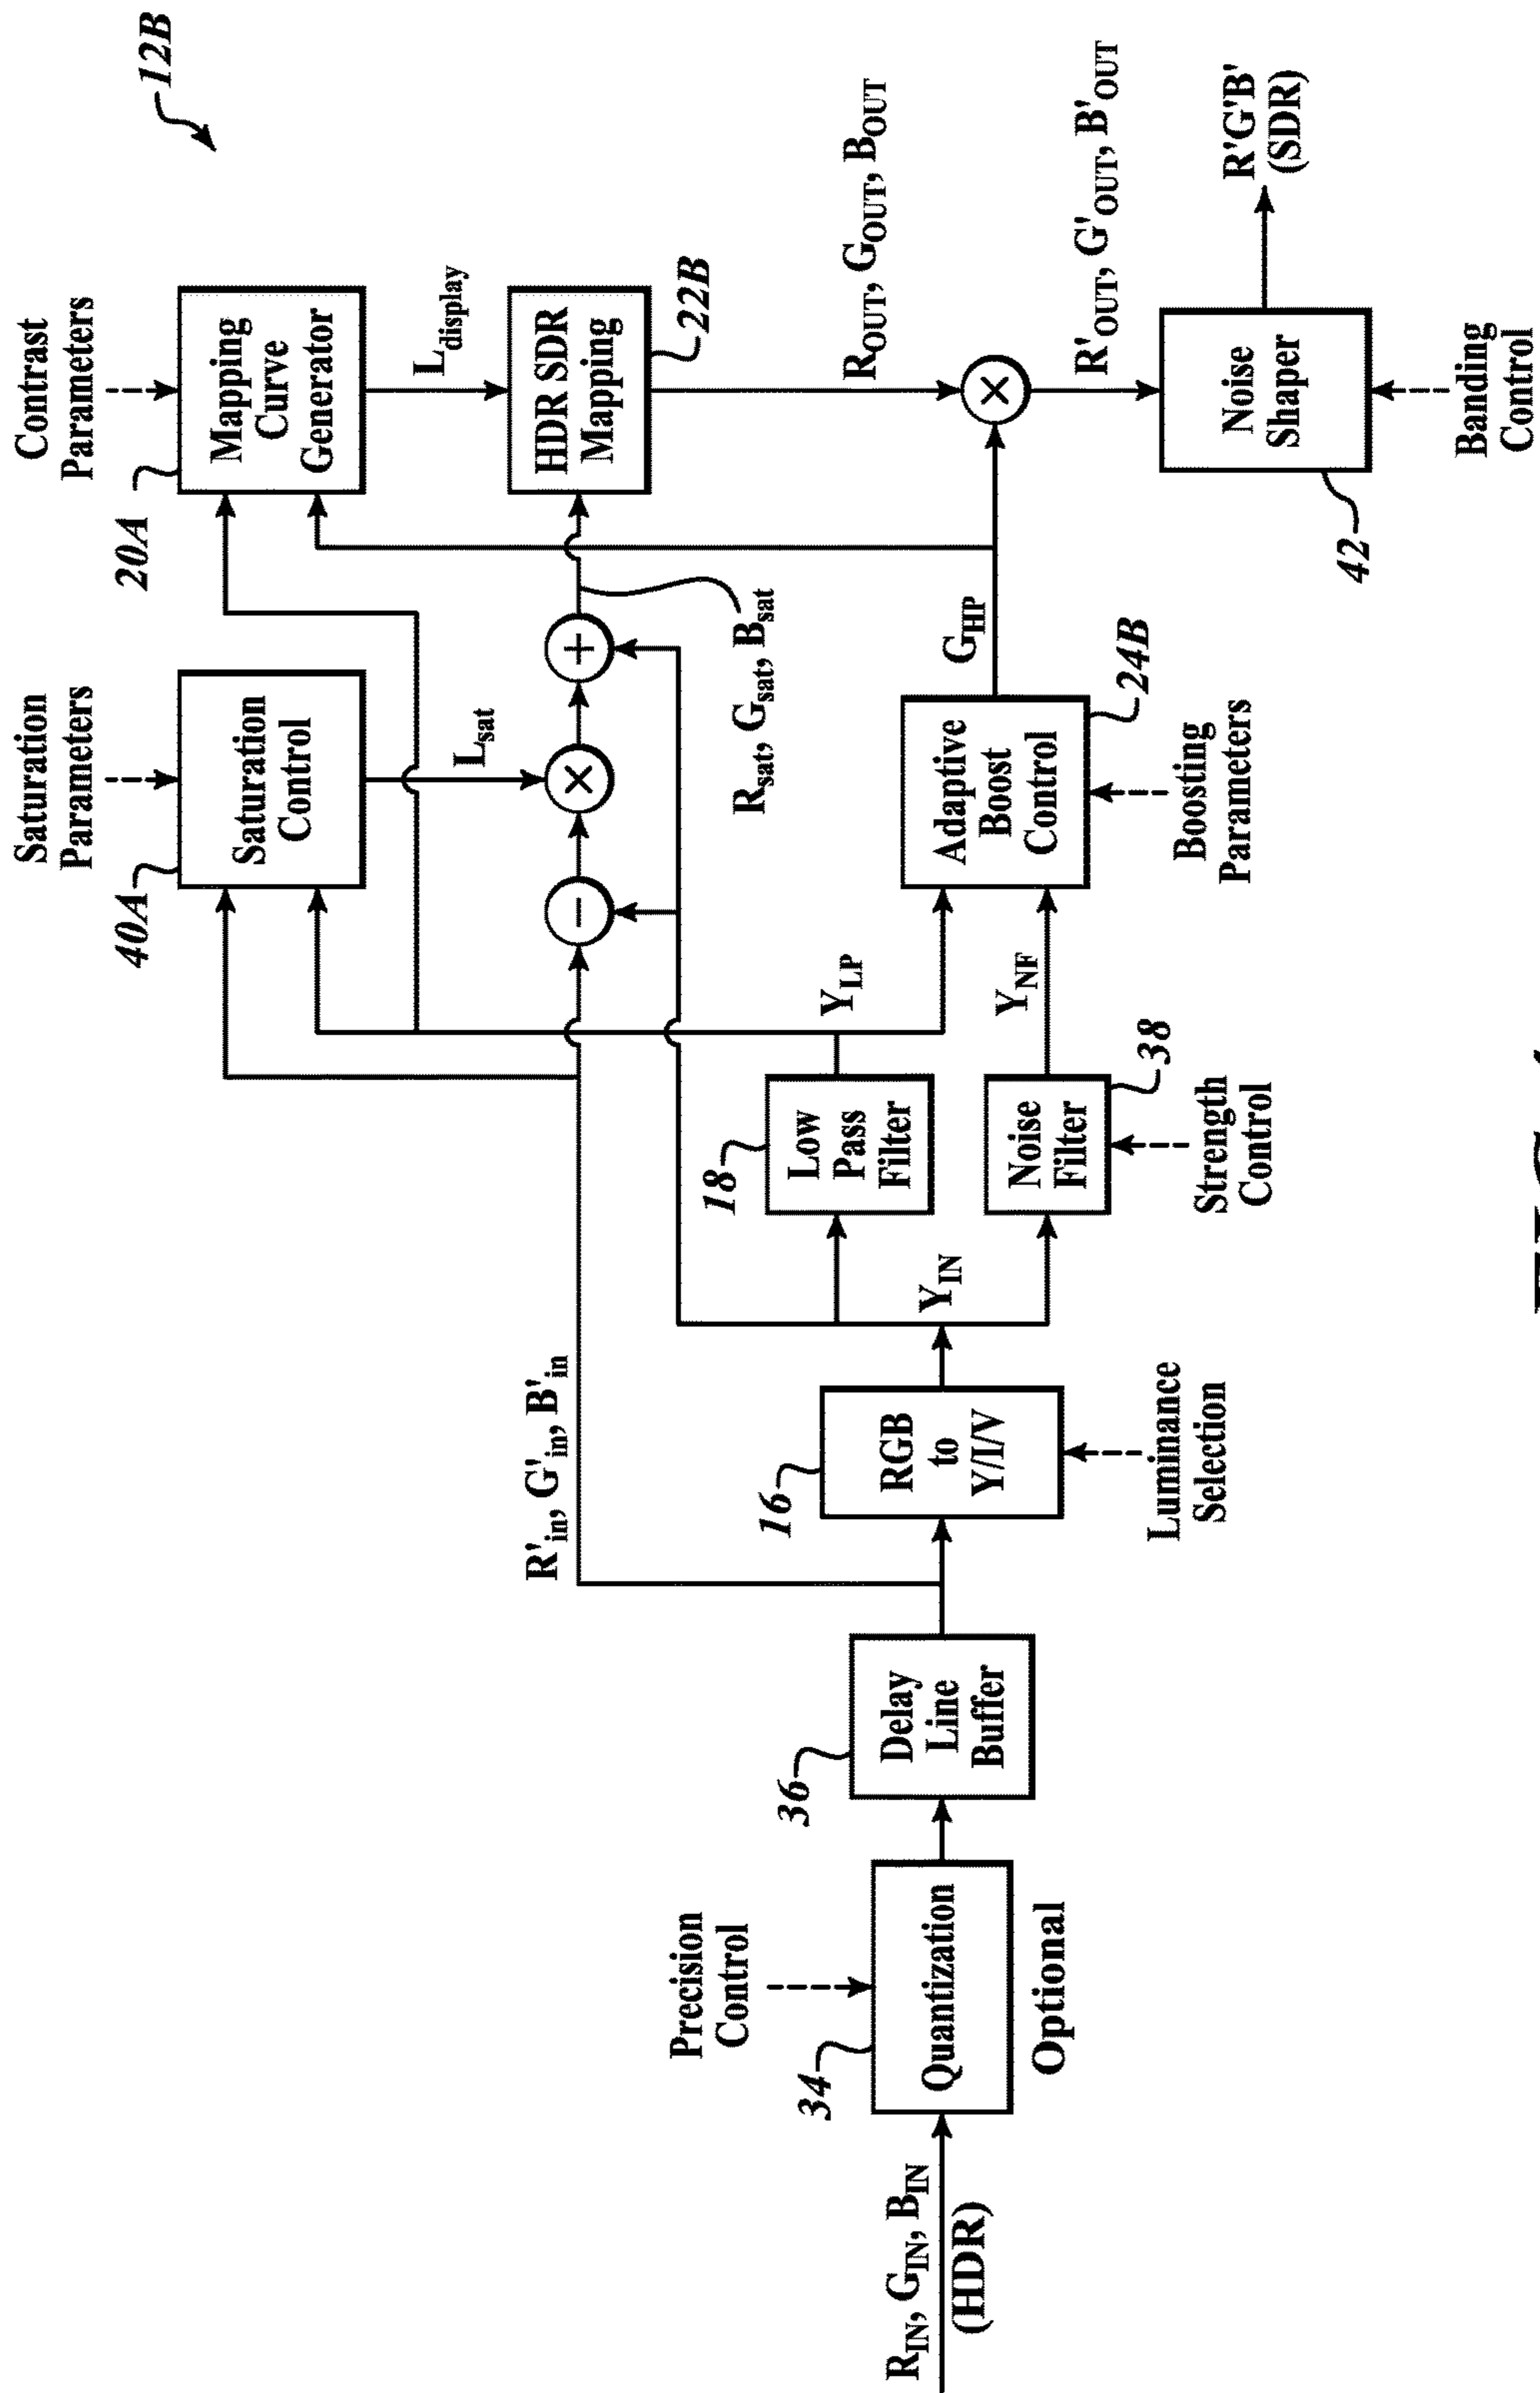 12B
Contrast
Parameters
Saturation
Parameters
20A
Mapping
Curve
Generator
40A
Saturation
Control
L_display
L_sat
HDR SDR
Mapping
22B
R'_in, G'_in, B'_in
R_sat, G_sat, B_sat
R_OUT, G_OUT, B_OUT
Precision
Control
34
Quantization
Optional
R_IN, G_IN, B_IN
(HDR)
36
Delay
Line
Buffer
16
RGB
to
Y/I/V
Luminance
Selection
Y_IN
18
Low
Pass
Filter
Y_LP
Noise
Filter
38
Strength
Control
Y_NF
Adaptive
Boost
Control
24B
Boosting
Parameters
G_HP
R'_OUT, G'_OUT, B'_OUT
Noise
Shaper
42
Banding
Control
R'G'B'
(SDR)